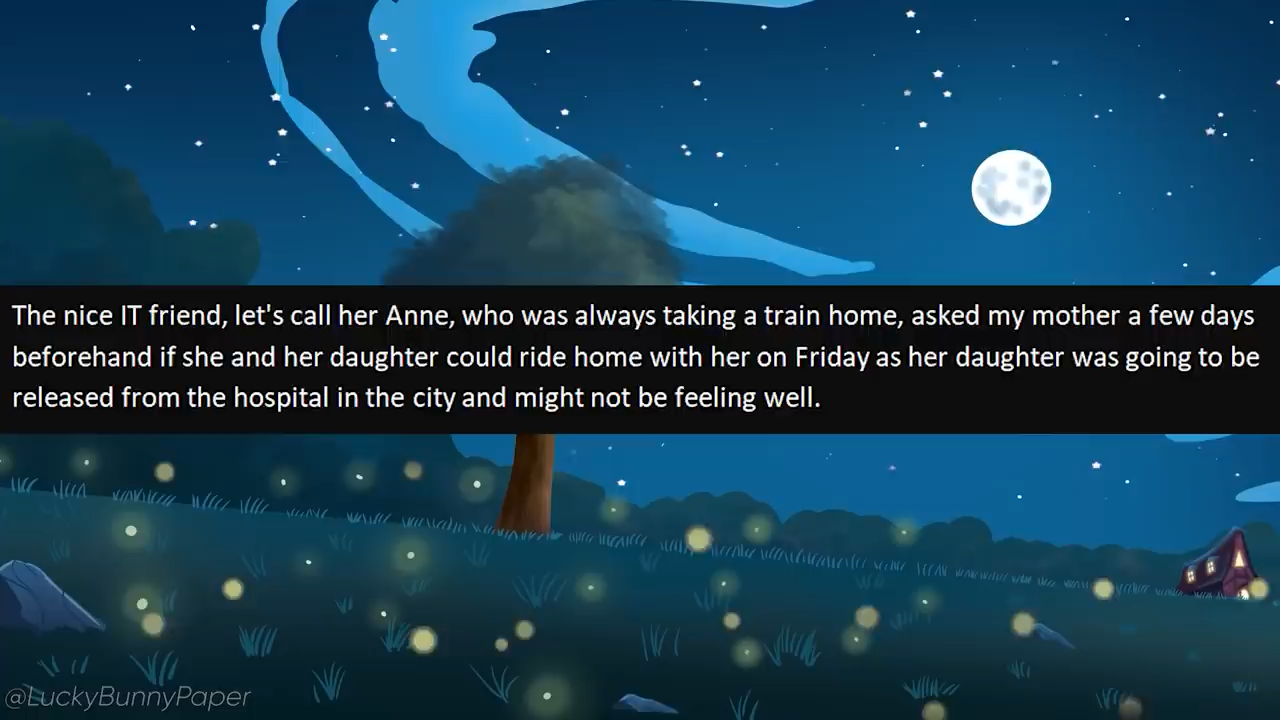 The nice IT friend, let's call her Anne, who was always taking a train home, asked my mother a few days
beforehand if she and her daughter could ride home with her on Friday as her daughter was going to be
released from the hospital in the city and might not be feeling well.
@LuckyBunnyPaper